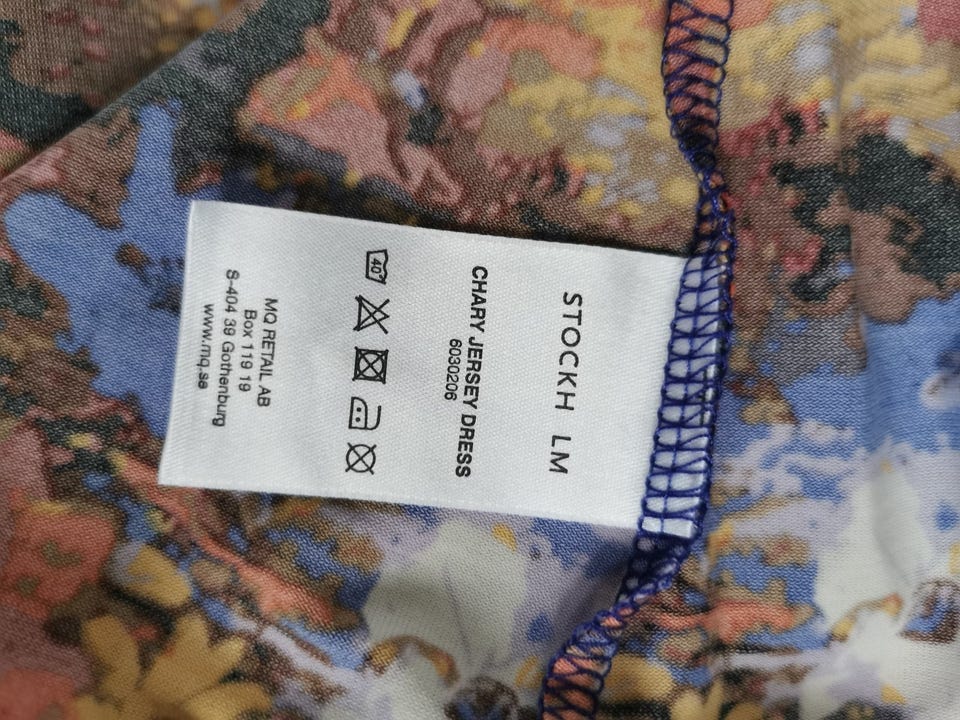 STOCKH LM
CHARY JERSEY DRESS
6030206
40°
MQ RETAIL AB
Box 119 19
S-404 39 Gothenburg
www.mq.se